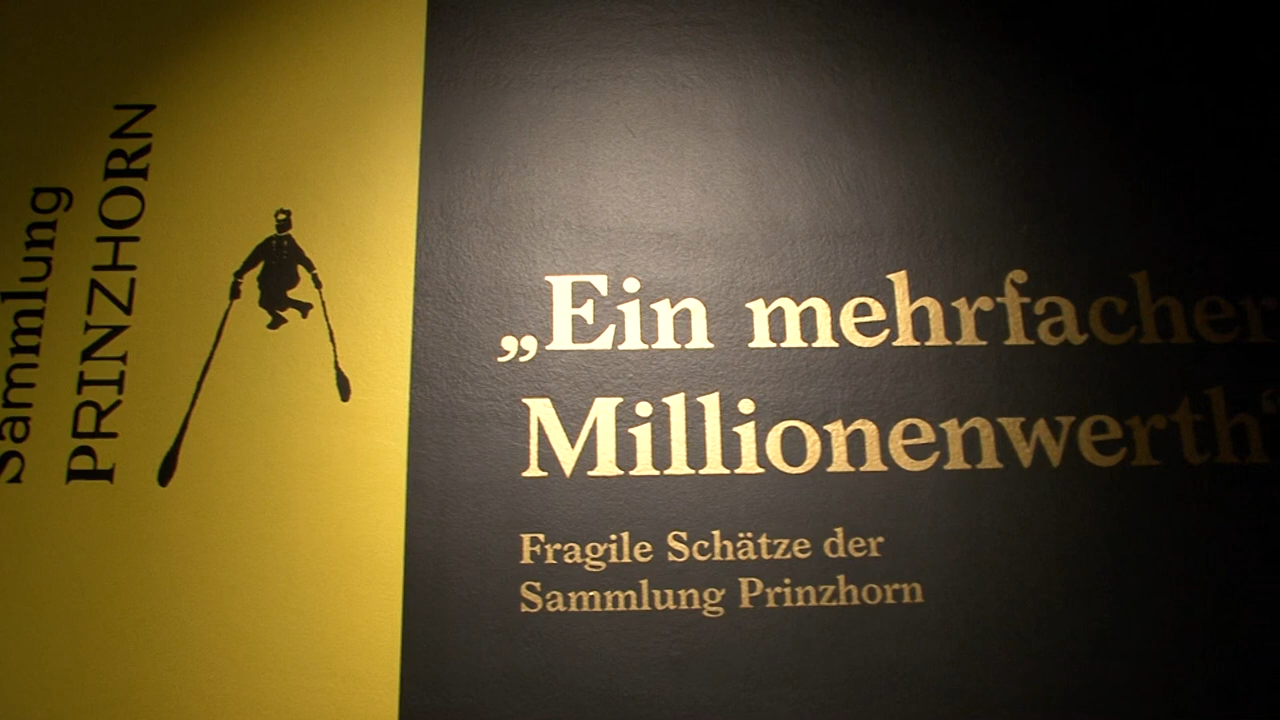 Sammlung
PRINZHORN
„Ein mehrfacher
Millionenwerth“
Fragile Schätze der
Sammlung Prinzhorn